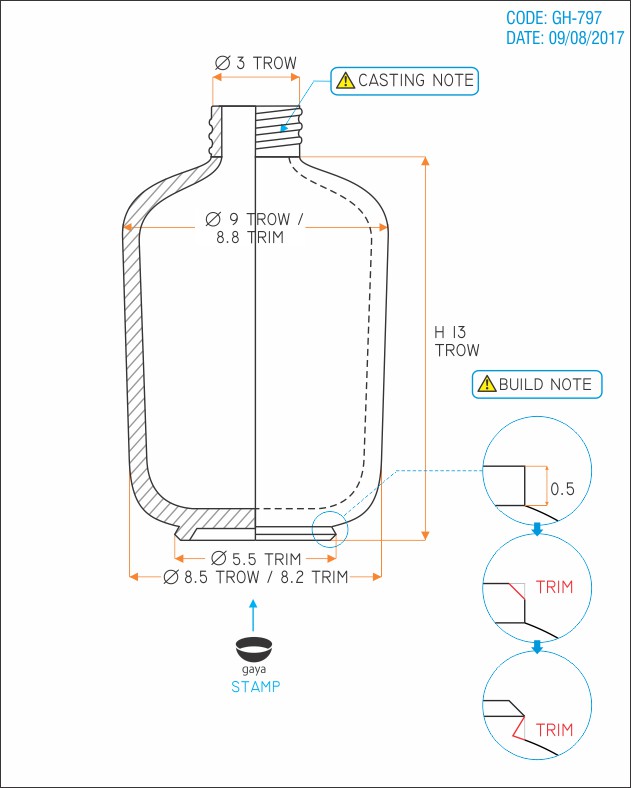 CODE: GH-797
DATE: 09/08/2017
Ø 3 TROW
CASTING NOTE
Ø 9 TROW /
8.8 TRIM
H 13
TROW
BUILD NOTE
0.5
Ø 5.5 TRIM
Ø 8.5 TROW / 8.2 TRIM
TRIM
gaya
STAMP
TRIM